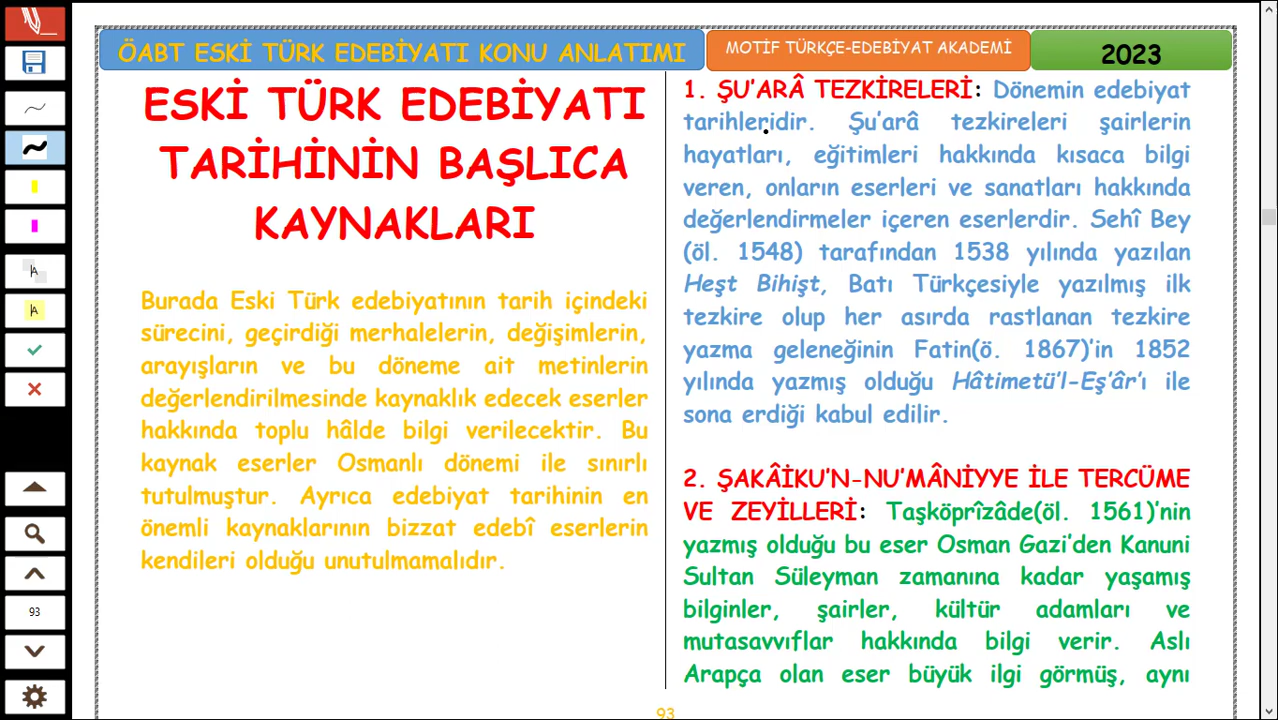 ÖABT ESKİ TÜRK EDEBİYATI KONU ANLATIMI
MOTİF TÜRKÇE-EDEBİYAT AKADEMİ
2023
ESKİ TÜRK EDEBİYATI
TARİHİNİN BAŞLICA
KAYNAKLARI
Burada Eski Türk edebiyatının tarih içindeki
sürecini, geçirdiği merhalelerin, değişimlerin,
arayışların ve bu döneme ait metinlerin
değerlendirilmesinde kaynaklık edecek eserler
hakkında toplu hâlde bilgi verilecektir. Bu
kaynak eserler Osmanlı dönemi ile sınırlı
tutulmuştur. Ayrıca edebiyat tarihinin en
önemli kaynaklarının bizzat edebî eserlerin
kendileri olduğu unutulmamalıdır.
1. ŞU'ARÂ TEZKİRELERİ: Dönemin edebiyat
tarihleridir. Şu'arâ tezkireleri şairlerin
hayatları, eğitimleri hakkında kısaca bilgi
veren, onların eserleri ve sanatları hakkında
değerlendirmeler içeren eserlerdir. Sehî Bey
(öl. 1548) tarafından 1538 yılında yazılan
Heşt Bihişt, Batı Türkçesiyle yazılmış ilk
tezkire olup her asırda rastlanan tezkire
yazma geleneğinin Fatin(ö. 1867)'in 1852
yılında yazmış olduğu Hâtimetü'l-Eş'âr'ı ile
sona erdiği kabul edilir.
2. ŞAKÂİKU'N-NU'MÂNİYYE İLE TERCÜME
VE ZEYİLLERİ: Taşköprîzâde(öl. 1561)'nin
yazmış olduğu bu eser Osman Gazi'den Kanuni
Sultan Süleyman zamanına kadar yaşamış
bilginler, şairler, kültür adamları ve
mutasavvıflar hakkında bilgi verir. Aslı
Arapça olan eser büyük ilgi görmüş, aynı
93
93